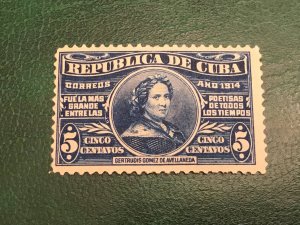 REPUBLICA DE CUBA
CORREOS AÑO 1914
FUE LA MÁS POETISAS
GRANDE DE TODOS
ENTRE LAS LOS TIEMPOS
5 CINCO CENTAVOS CINCO CENTAVOS 5
GERTRUDIS GOMEZ DE AVELLANEDA